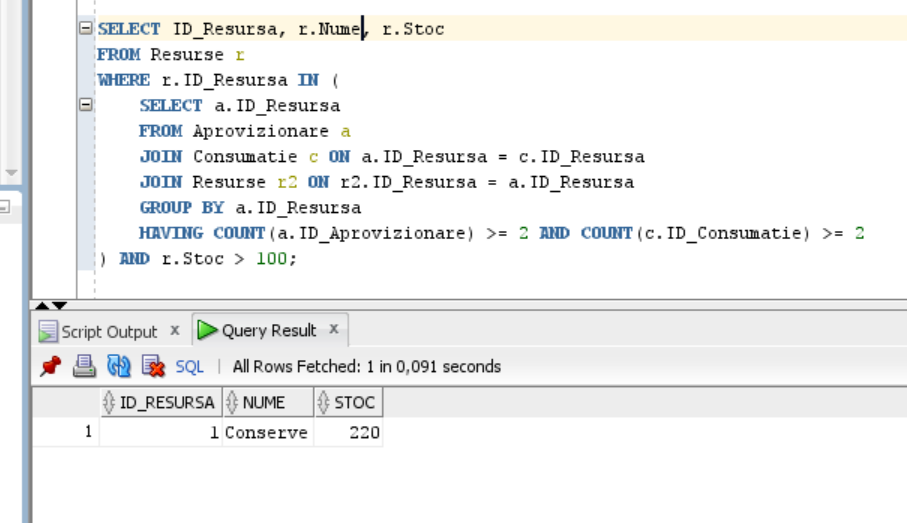 SELECT ID_Resursa, r.Nume, r.Stoc
FROM Resurse r
WHERE r.ID_Resursa IN (
SELECT a.ID_Resursa
FROM Aprovizionare a
JOIN Consumatie c ON a.ID_Resursa = c.ID_Resursa
JOIN Resurse r2 ON r2.ID_Resursa = a.ID_Resursa
GROUP BY a.ID_Resursa
HAVING COUNT(a.ID_Aprovizionare) >= 2 AND COUNT(c.ID_Consumatie) >= 2
) AND r.Stoc > 100;
Script Output x Query Result x
SQL | All Rows Fetched: 1 in 0,091 seconds
ID_RESURSA NUME STOC
1 1 Conserve 220